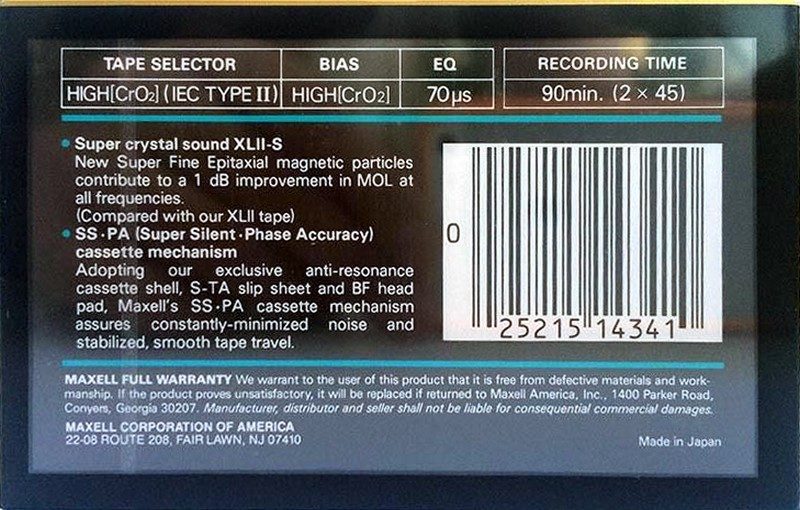 TAPE SELECTOR BIAS EQ RECORDING TIME
HIGH[CrO₂] (IEC TYPE II) HIGH[CrO₂] 70µs 90min. (2 × 45)
• Super crystal sound XLII-S
New Super Fine Epitaxial magnetic particles
contribute to a 1 dB improvement in MOL at
all frequencies.
(Compared with our XLII tape)
• SS·PA (Super Silent·Phase Accuracy)
cassette mechanism
Adopting our exclusive anti-resonance
cassette shell, S-TA slip sheet and BF head
pad, Maxell's SS·PA cassette mechanism
assures constantly-minimized noise and
stabilized, smooth tape travel.
0 25215 14341
MAXELL FULL WARRANTY We warrant to the user of this product that it is free from defective materials and work-
manship. If the product proves unsatisfactory, it will be replaced if returned to Maxell America, Inc., 1400 Parker Road,
Conyers, Georgia 30207. Manufacturer, distributor and seller shall not be liable for consequential commercial damages.
MAXELL CORPORATION OF AMERICA
22-08 ROUTE 208, FAIR LAWN, NJ 07410
Made in Japan